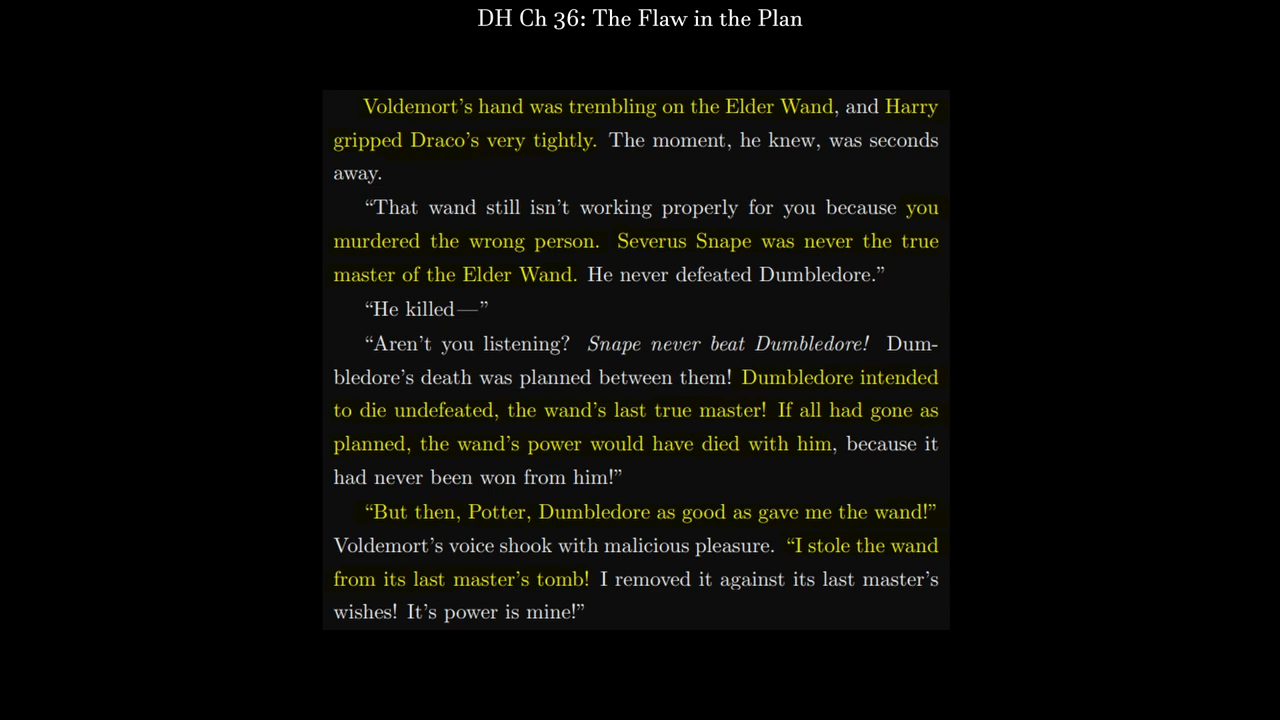 DH Ch 36: The Flaw in the Plan
Voldemort’s hand was trembling on the Elder Wand, and Harry
gripped Draco’s very tightly. The moment, he knew, was seconds
away.
“That wand still isn’t working properly for you because you
murdered the wrong person. Severus Snape was never the true
master of the Elder Wand. He never defeated Dumbledore.”
“He killed—”
“Aren’t you listening? Snape never beat Dumbledore! Dum-
bledore’s death was planned between them! Dumbledore intended
to die undefeated, the wand’s last true master! If all had gone as
planned, the wand’s power would have died with him, because it
had never been won from him!”
“But then, Potter, Dumbledore as good as gave me the wand!”
Voldemort’s voice shook with malicious pleasure. “I stole the wand
from its last master’s tomb! I removed it against its last master’s
wishes! It’s power is mine!”